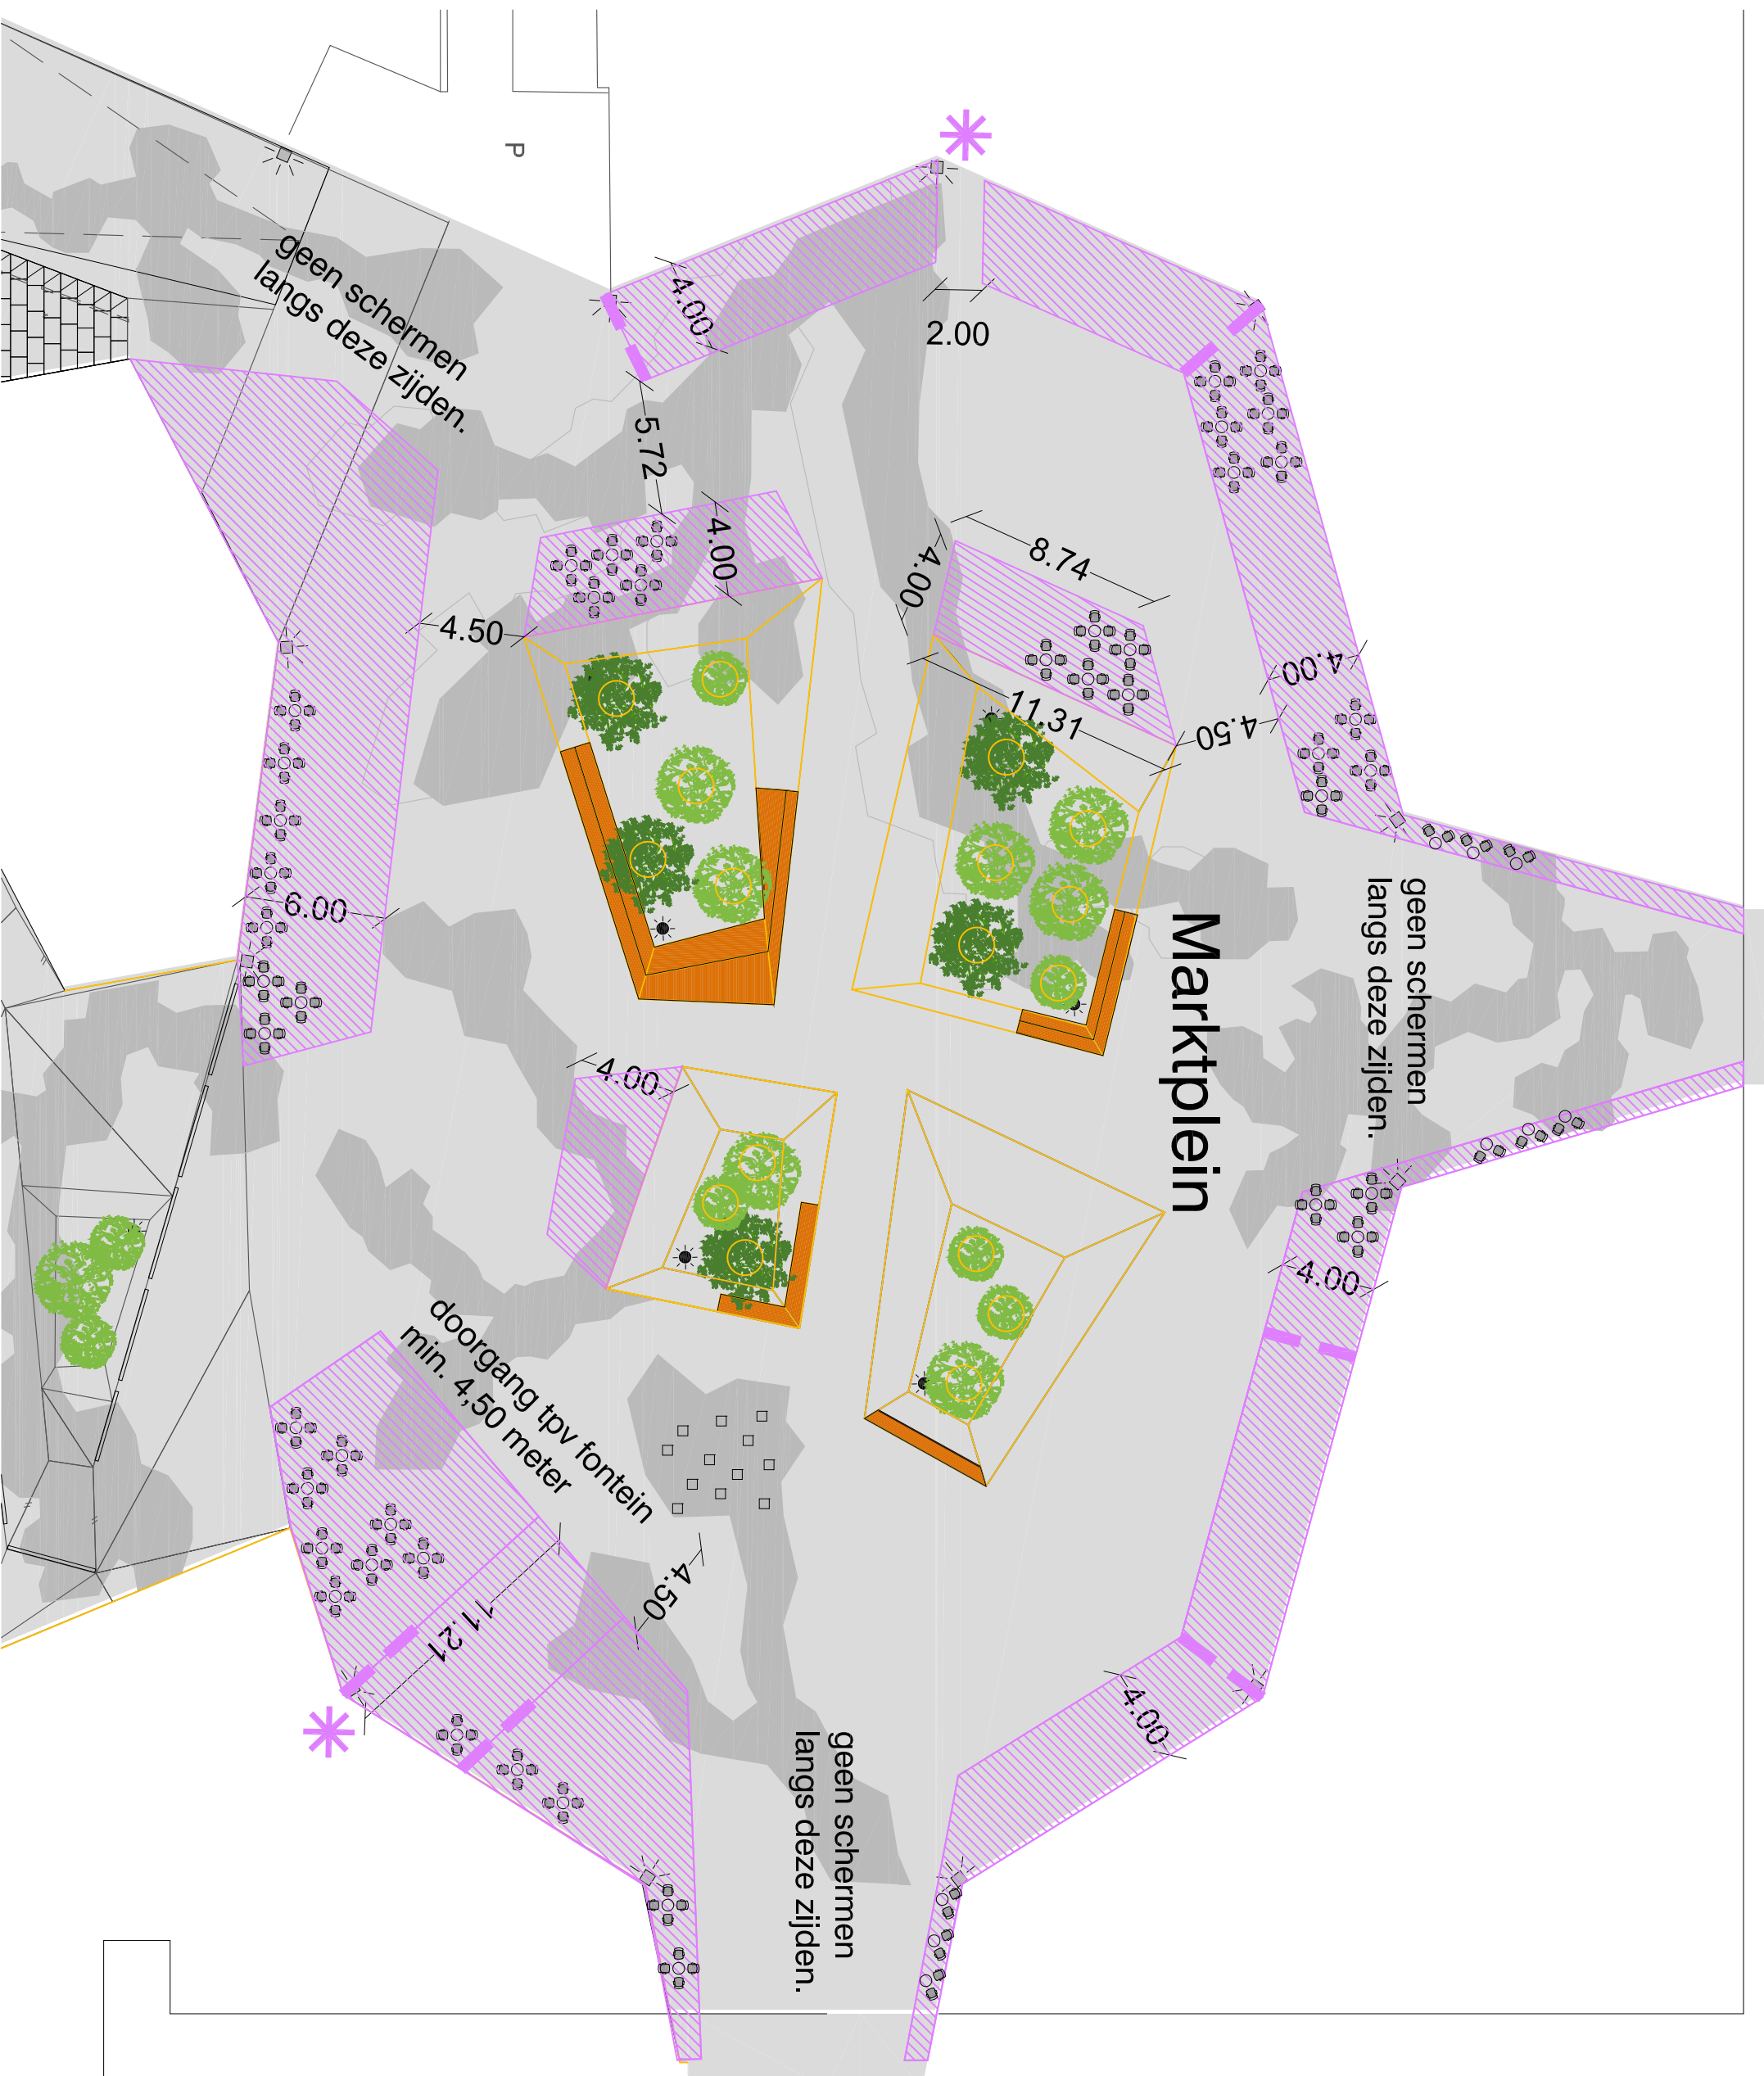 P
geen schermen
langs deze zijden.
4.00
2.00
5.72
4.00
4.50
4.00
8.74
11.31
4.00
4.50
6.00
Marktplein
geen schermen
langs deze zijden.
4.00
4.00
doorgang tpv fontein
min. 4,50 meter
4.50
11.21
4.00
geen schermen
langs deze zijden.